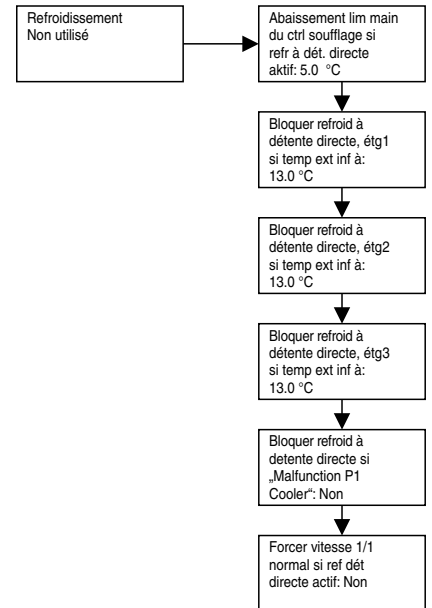 Refroidissement
Non utilisé
Abaissement lim main
du ctrl soufflage si
refr à dét. directe
aktif: 5.0  °C
Bloquer refroid à
détente directe, étg1
si temp ext inf à:
13.0 °C
Bloquer refroid à
détente directe, étg2
si temp ext inf à:
13.0 °C
Bloquer refroid à
détente directe, étg3
si temp ext inf à:
13.0 °C
Bloquer refroid à
detente directe si
„Malfunction P1
Cooler“: Non
Forcer vitesse 1/1
normal si ref dét
directe actif: Non